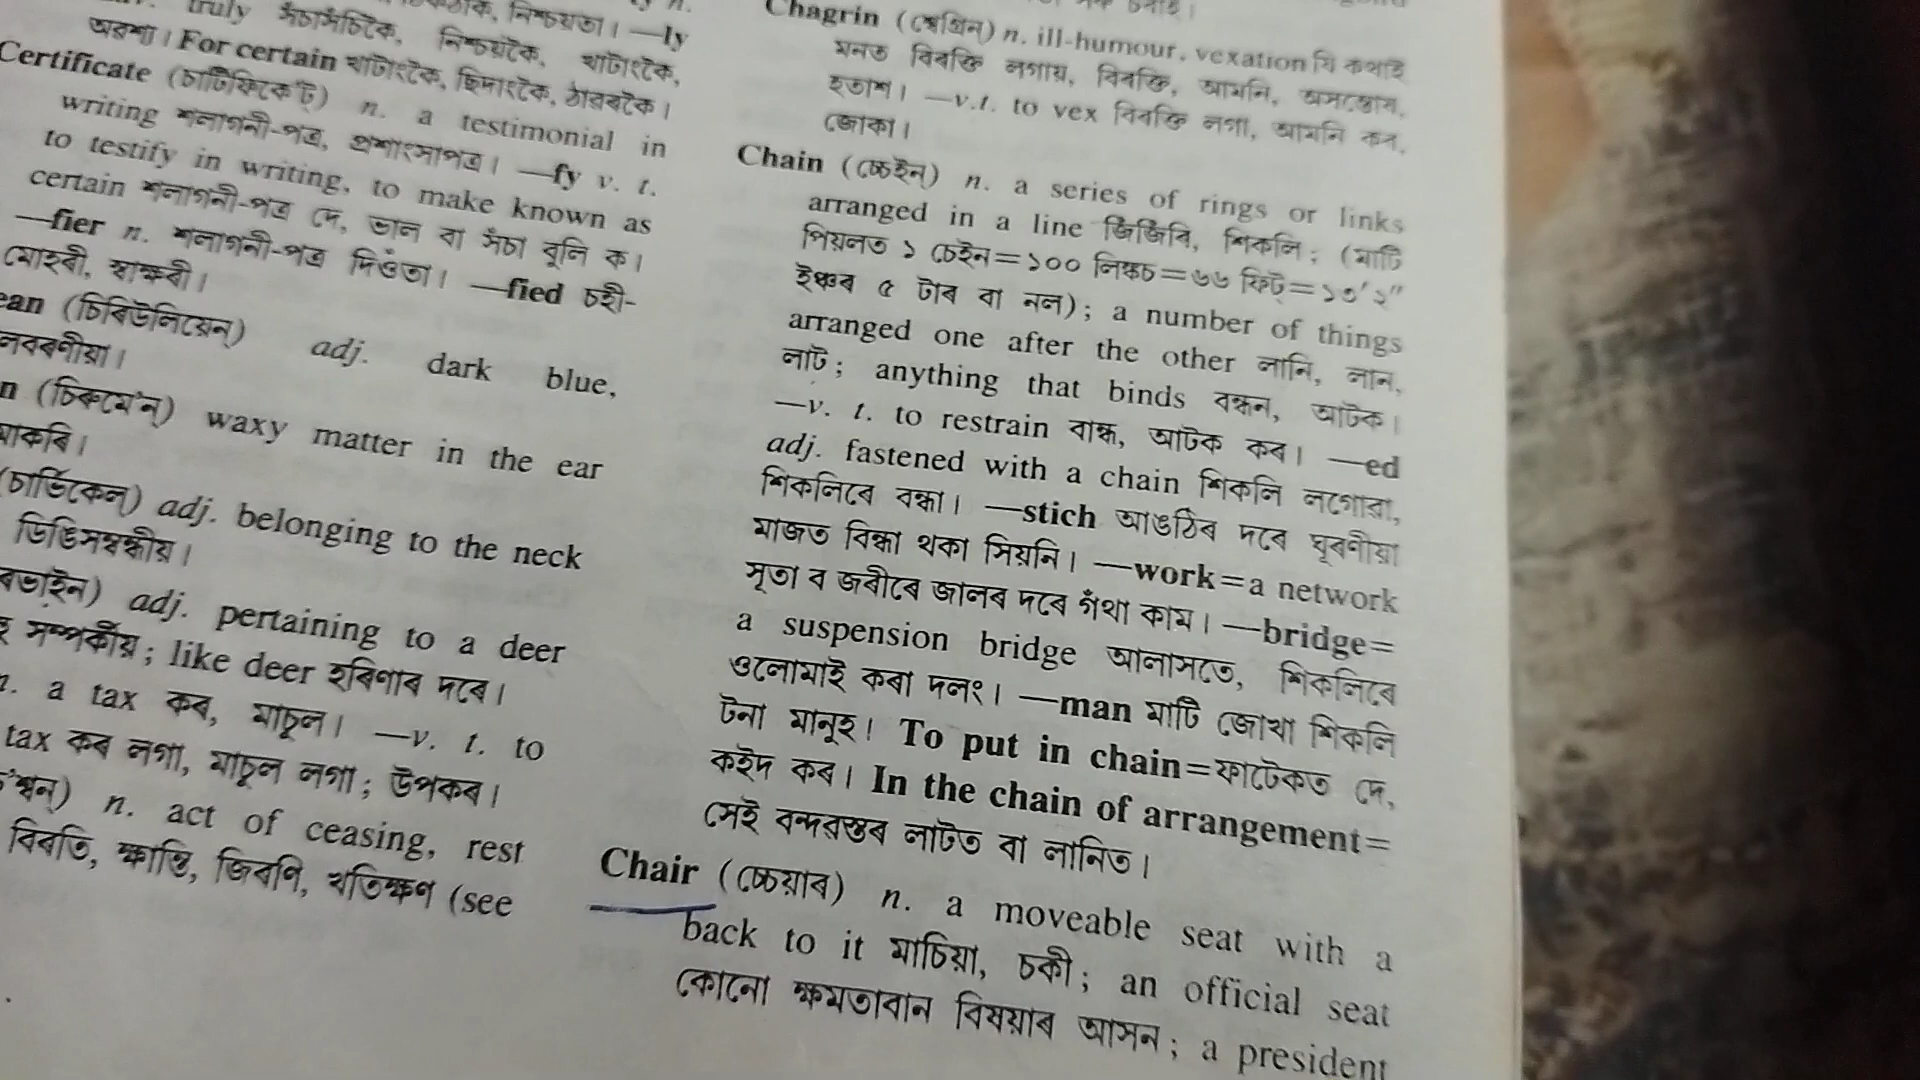 truly সঁচাসঁচিকৈ, নিশ্চয়তা। —ly
অৱশ্য। For certain খাটাংকৈ, ছিদাংকৈ, ঠাৱৰকৈ।
Certificate (চাৰ্টিফিকে'ট্) n. a testimonial in
writing শলাগনী-পত্ৰ, প্ৰশংসাপত্ৰ। —fy v. t.
to testify in writing, to make known as
certain শলাগনী-পত্ৰ দে, ভাল বা সঁচা বুলি ক।
—fier n. শলাগনী-পত্ৰ দিওঁতা। —fied চহী-
মোহৰী, স্বাক্ষৰী।
ean (চিৰিউলিয়েন্) adj. dark blue,
নবৰণীয়া।
n (চিৰুমে'ন্) waxy matter in the ear
মাকৰি।
(চাৰ্ভিকেল্) adj. belonging to the neck
ডিঙিসম্বন্ধীয়।
ৰভাইন) adj. pertaining to a deer
সম্পৰ্কীয়; like deer হৰিণাৰ দৰে।
n. a tax কৰ, মাচুল। —v. t. to
tax কৰ লগা, মাচুল লগা; উপকৰ।
n. act of ceasing, rest
বিৰতি, ক্ষান্তি, জিৰণি, খতিক্ষণ (see
Chagrin (শ্বেগ্ৰিন্) n. ill-humour, vexation যি কথাই
মনত বিৰক্তি লগায়, বিৰক্তি, আমনি, অসন্তোষ,
হতাশ। —v.t. to vex বিৰক্তি লগা, আমনি কৰ,
জোকা।
Chain (চ্চেইন্) n. a series of rings or links
arranged in a line জিঁজিৰি, শিকলি; (মাটি
পিয়লত ১ চেইন=১০০ লিঙ্কচ=৬৬ ফিট্=১৩′২″
ইঞ্চৰ ৫ টাৰ বা নল); a number of things
arranged one after the other লানি, লান,
লাট; anything that binds বন্ধন, আটক।
—v. t. to restrain বান্ধ, আটক কৰ। —ed
adj. fastened with a chain শিকলি লগোৱা,
শিকলিৰে বন্ধা। —stich আঙঠিৰ দৰে ঘূৰণীয়া
মাজত বিন্ধা থকা সিয়নি। —work=a network
সূতা ব জৰীৰে জালৰ দৰে গঁথা কাম। —bridge=
a suspension bridge আলাসতে, শিকলিৰে
ওলোমাই কৰা দলং। —man মাটি জোখা শিকলি
টনা মানুহ। To put in chain=ফাটেকত দে,
কইদ কৰ। In the chain of arrangement=
সেই বন্দৱস্তৰ লাটত বা লানিত।
Chair (চ্চেয়াৰ) n. a moveable seat with a
back to it মাচিয়া, চকী; an official seat
কোনো ক্ষমতাবান বিষয়াৰ আসন; a president